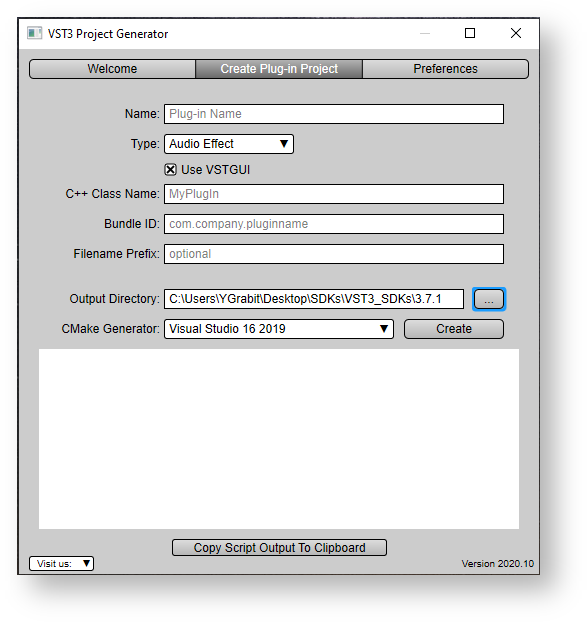 VST3 Project Generator
Welcome Create Plug-in Project Preferences
Name: Plug-in Name
Type: Audio Effect
Use VSTGUI
C++ Class Name: MyPlugIn
Bundle ID: com.company.pluginname
Filename Prefix: optional
Output Directory: C:\Users\YGrabit\Desktop\SDKs\VST3_SDKs\3.7.1 ...
CMake Generator: Visual Studio 16 2019 Create
Copy Script Output To Clipboard
Visit us: Version 2020.10